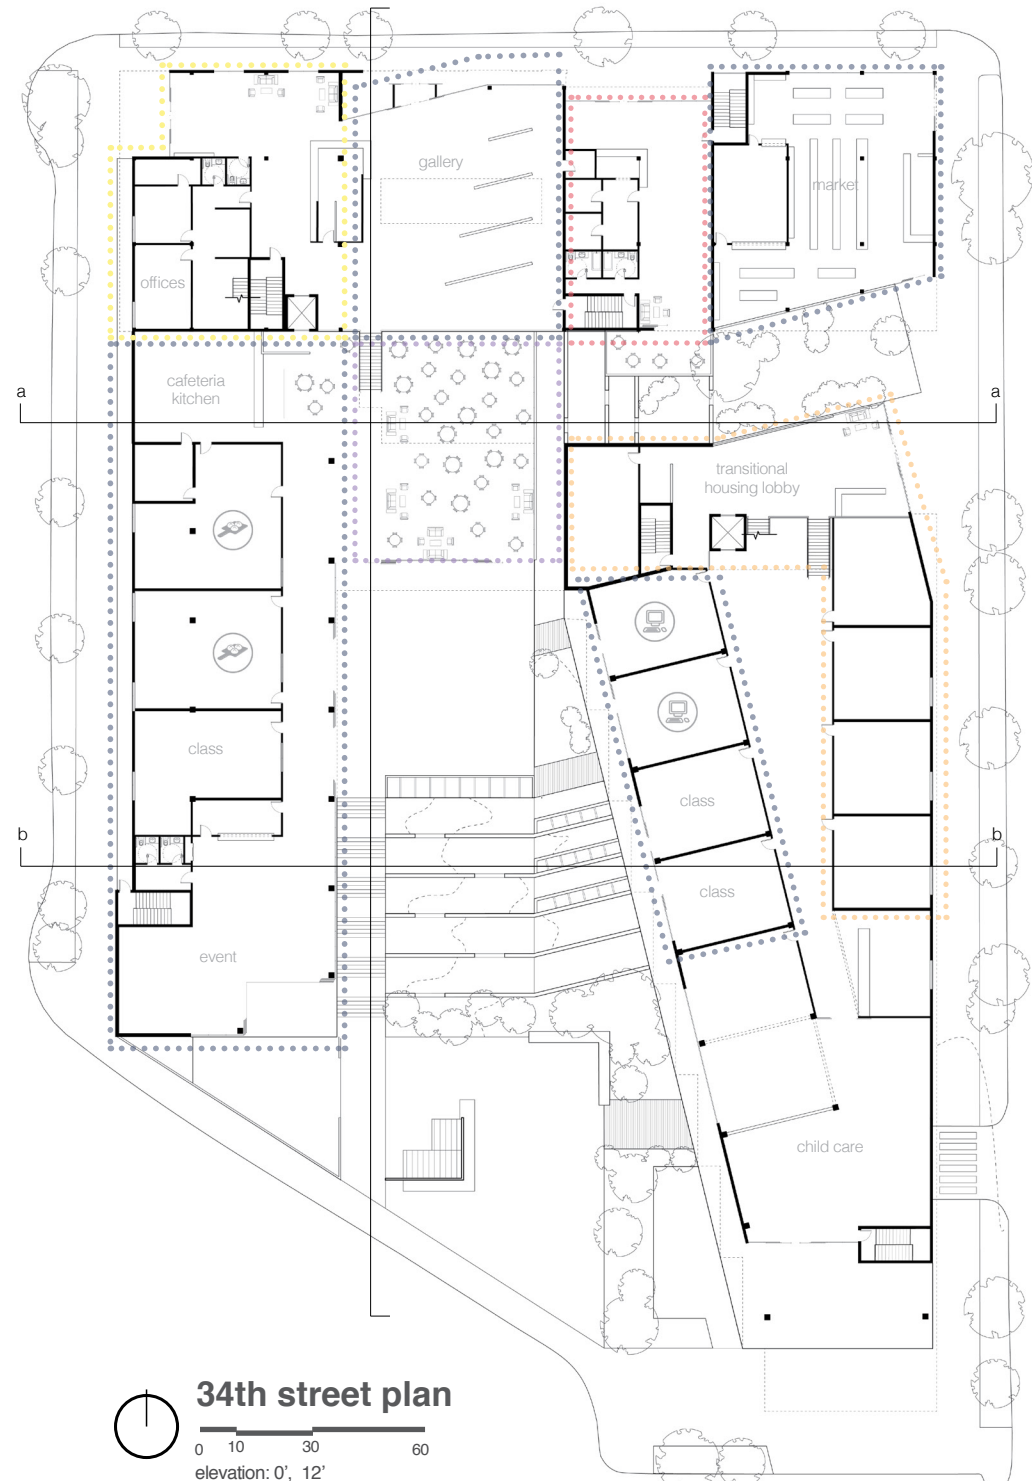 gallery
market
offices
cafeteria
kitchen
a
a
transitional
housing lobby
class
class
b
b
class
event
child care
34th street plan
0 10 30 60
elevation: 0', 12'